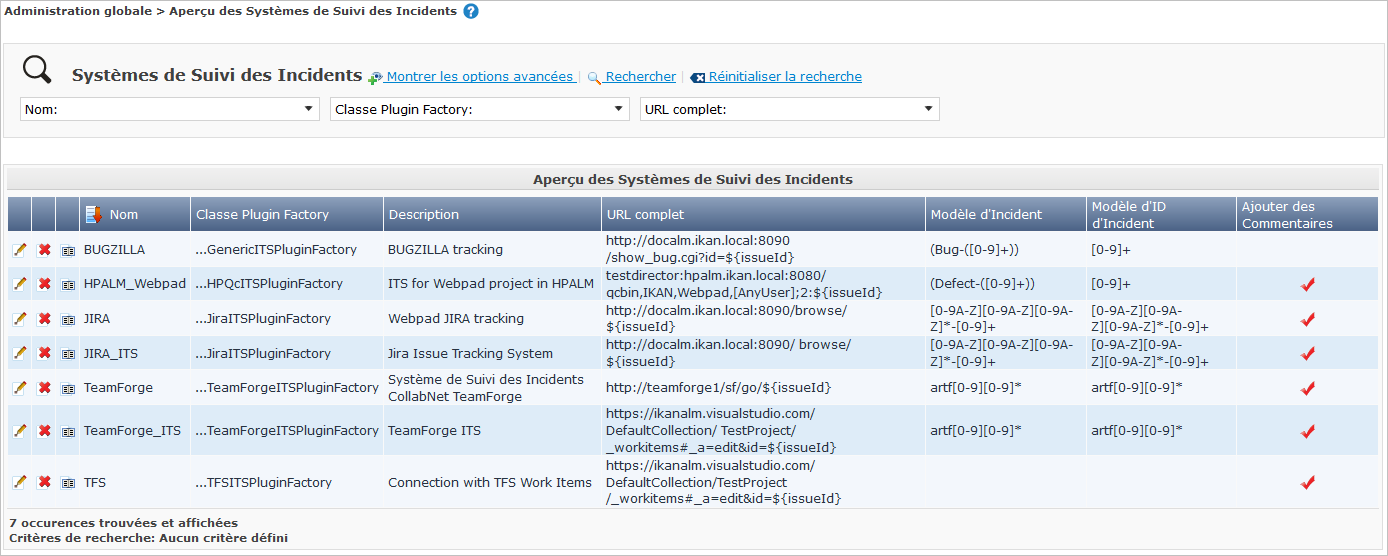 Administration globale > Aperçu des Systèmes de Suivi des Incidents ?
Systèmes de Suivi des Incidents Montrer les options avancées | Rechercher | Réinitialiser la recherche
Nom: Classe Plugin Factory: URL complet:
Aperçu des Systèmes de Suivi des Incidents
Nom Classe Plugin Factory Description URL complet Modèle d'Incident Modèle d'ID d'Incident Ajouter des Commentaires
BUGZILLA ...GenericITSPluginFactory BUGZILLA tracking http://docalm.ikan.local:8090 (Bug-([0-9]+)) [0-9]+
/show_bug.cgi?id=${issueId}
HPALM_Webpad ...HPQcITSPluginFactory ITS for Webpad project in HPALM testdirector:hpalm.ikan.local:8080/ (Defect-([0-9]+)) [0-9]+
qcbin,IKAN,Webpad,[AnyUser];2:${issueId}
JIRA ...JiraITSPluginFactory Webpad JIRA tracking http://docalm.ikan.local:8090/browse/ [0-9A-Z][0-9A-Z][0-9A- [0-9A-Z][0-9A-
${issueId} Z]*-[0-9]+ Z][0-9A-Z]*-[0-9]+
JIRA_ITS ...JiraITSPluginFactory Jira Issue Tracking System http://docalm.ikan.local:8090/ browse/ [0-9A-Z][0-9A-Z][0-9A- [0-9A-Z][0-9A-
${issueId} Z]*-[0-9]+ Z][0-9A-Z]*-[0-9]+
TeamForge ...TeamForgeITSPluginFactory Système de Suivi des Incidents http://teamforge1/sf/go/${issueId} artf[0-9][0-9]* artf[0-9][0-9]*
CollabNet TeamForge
TeamForge_ITS ...TeamForgeITSPluginFactory TeamForge ITS https://ikanalm.visualstudio.com/ artf[0-9][0-9]* artf[0-9][0-9]*
DefaultCollection/ TestProject/
_workitems#_a=edit&id=${issueId}
TFS ...TFSITSPluginFactory Connection with TFS Work Items https://ikanalm.visualstudio.com/
DefaultCollection/TestProject
/_workitems#_a=edit&id=${issueId}
7 occurences trouvées et affichées
Critères de recherche: Aucun critère défini